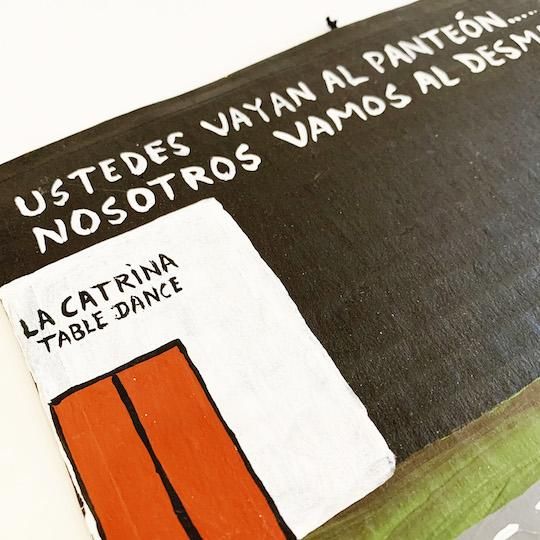 USTEDES VAYAN AL PANTEÓN.....
NOSOTROS VAMOS AL
LA CATRINA
TABLE DANCE